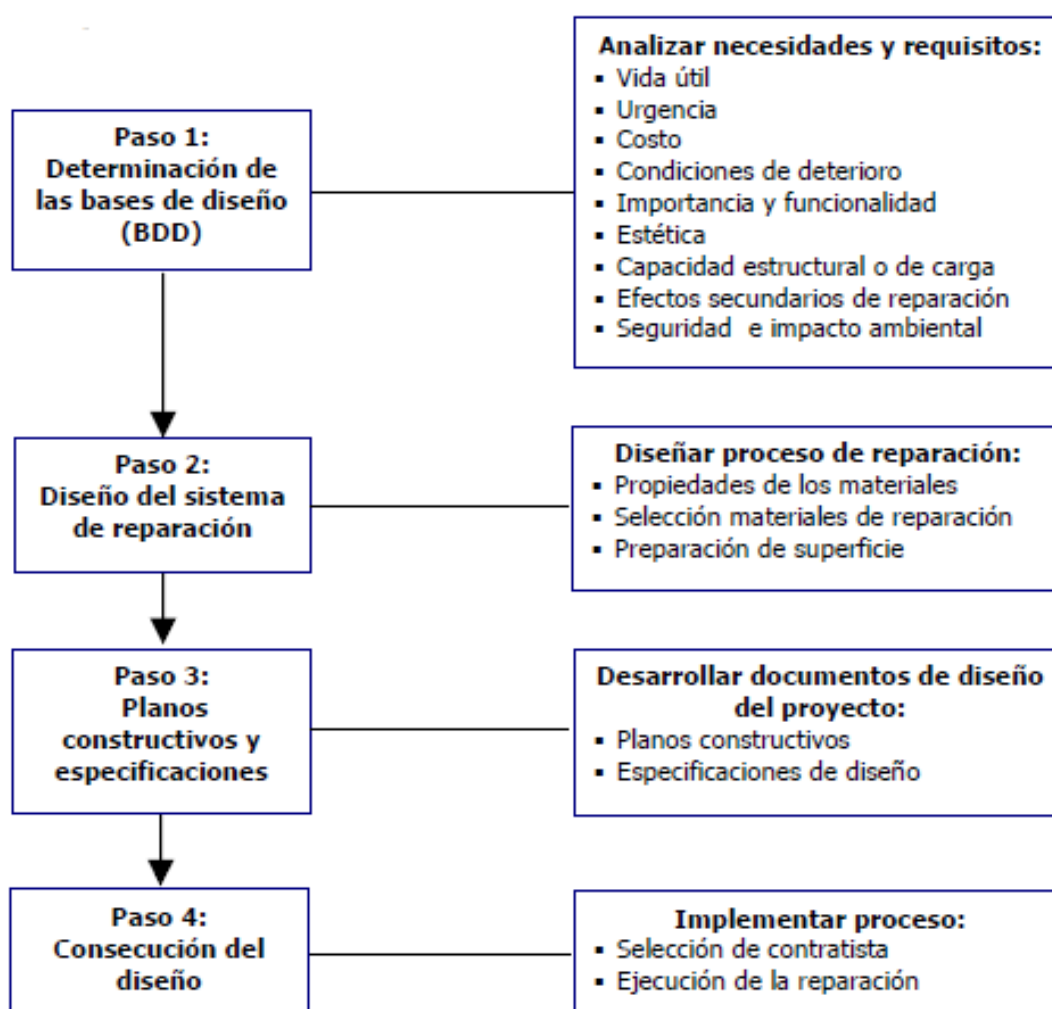 Paso 1:
Determinación de
las bases de diseño
(BDD)
Analizar necesidades y requisitos:
▪ Vida útil
▪ Urgencia
▪ Costo
▪ Condiciones de deterioro
▪ Importancia y funcionalidad
▪ Estética
▪ Capacidad estructural o de carga
▪ Efectos secundarios de reparación
▪ Seguridad e impacto ambiental
Paso 2:
Diseño del sistema
de reparación
Diseñar proceso de reparación:
▪ Propiedades de los materiales
▪ Selección materiales de reparación
▪ Preparación de superficie
Paso 3:
Planos
constructivos y
especificaciones
Desarrollar documentos de diseño
del proyecto:
▪ Planos constructivos
▪ Especificaciones de diseño
Paso 4:
Consecución del
diseño
Implementar proceso:
▪ Selección de contratista
▪ Ejecución de la reparación